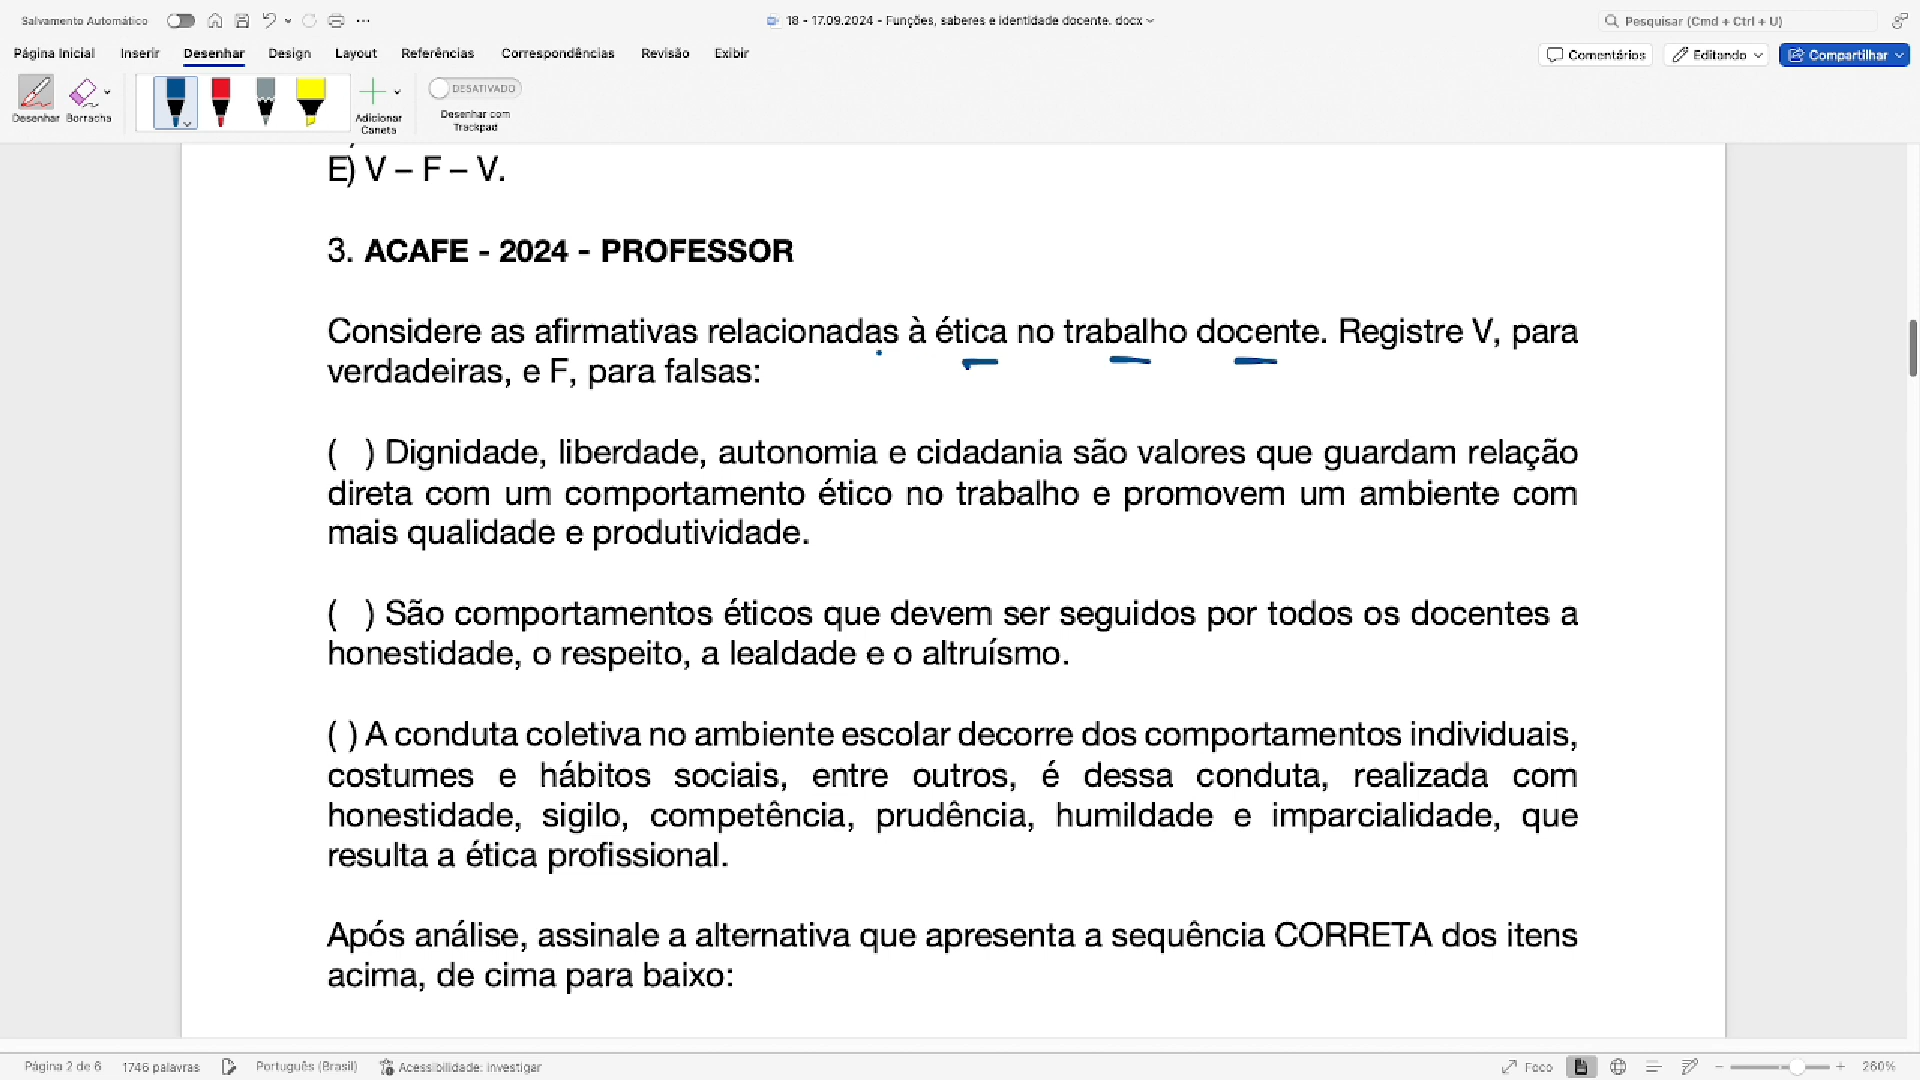 Salvamento Automático
18 - 17.09.2024 - Funções, saberes e identidade docente. docx
Pesquisar (Cmd + Ctrl + U)
Página Inicial Inserir Desenhar Design Layout Referências Correspondências Revisão Exibir
Comentários Editando Compartilhar
DESATIVADO
Desenhar Borracha Adicionar Caneta Desenhar com Trackpad
E) V – F – V.
3. ACAFE - 2024 - PROFESSOR
Considere as afirmativas relacionadas à ética no trabalho docente. Registre V, para
verdadeiras, e F, para falsas:
( ) Dignidade, liberdade, autonomia e cidadania são valores que guardam relação
direta com um comportamento ético no trabalho e promovem um ambiente com
mais qualidade e produtividade.
( ) São comportamentos éticos que devem ser seguidos por todos os docentes a
honestidade, o respeito, a lealdade e o altruísmo.
( ) A conduta coletiva no ambiente escolar decorre dos comportamentos individuais,
costumes e hábitos sociais, entre outros, é dessa conduta, realizada com
honestidade, sigilo, competência, prudência, humildade e imparcialidade, que
resulta a ética profissional.
Após análise, assinale a alternativa que apresenta a sequência CORRETA dos itens
acima, de cima para baixo:
Página 2 de 6 1746 palavras Português (Brasil) Acessibilidade: investigar Foco 260%